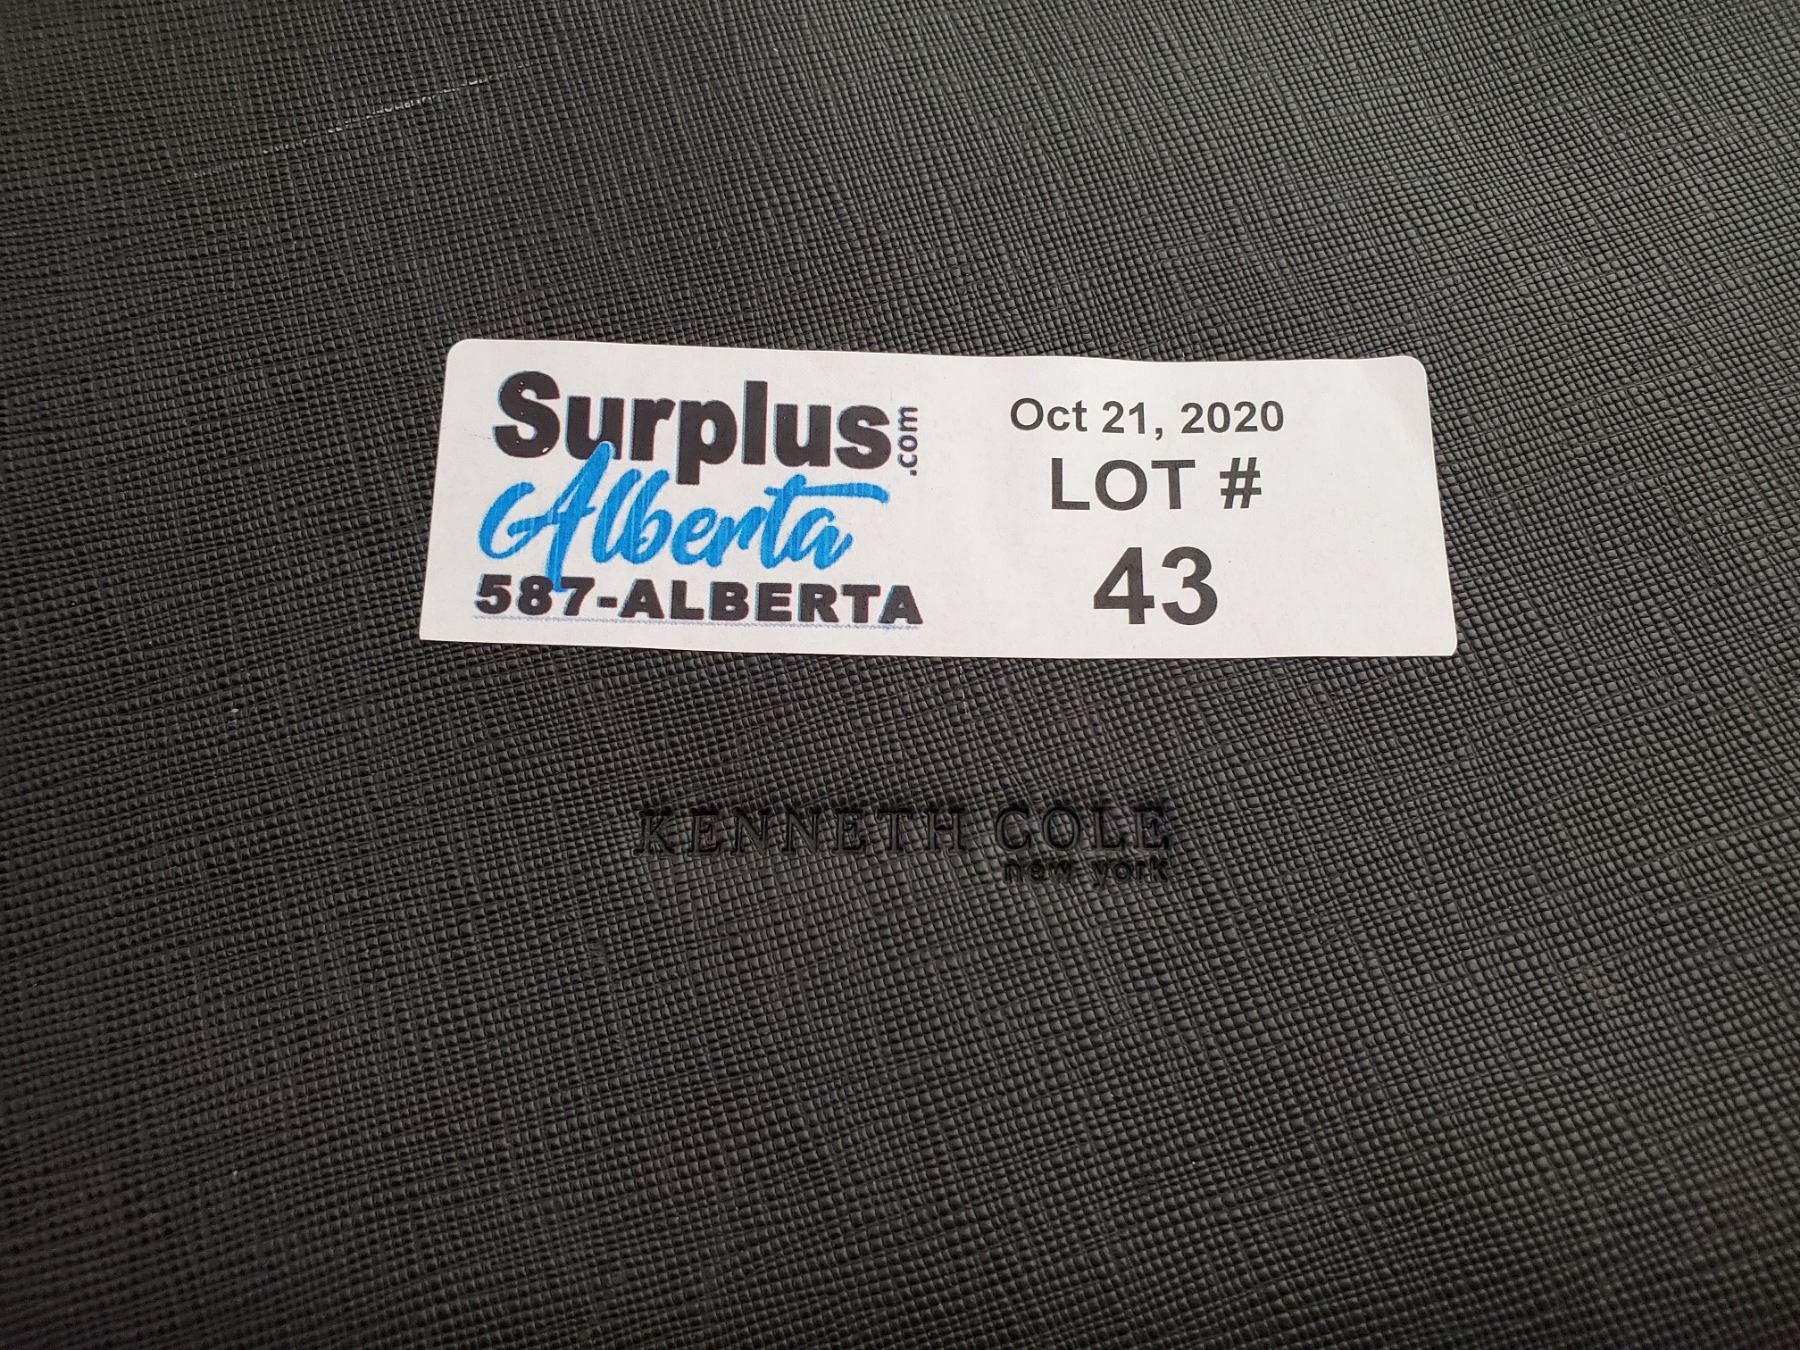 Surplus.com
Alberta
587-ALBERTA
Oct 21, 2020
LOT #
43
KENNETH COLE
new york